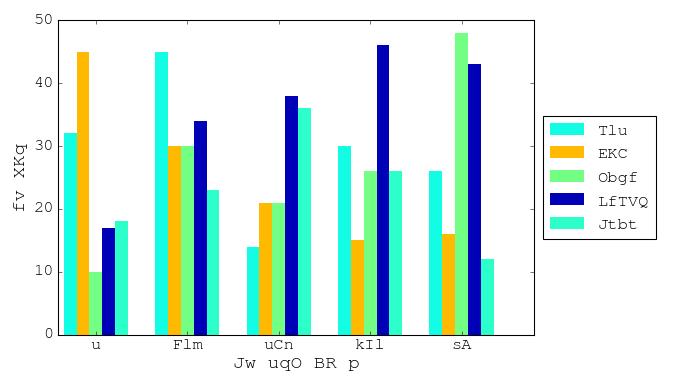 50
40
30
20
10
0
fv XKq
u Flm uCn kIl sA
Jw uqO BR p
Tlu
EKC
Obgf
LfTVQ
Jtbt